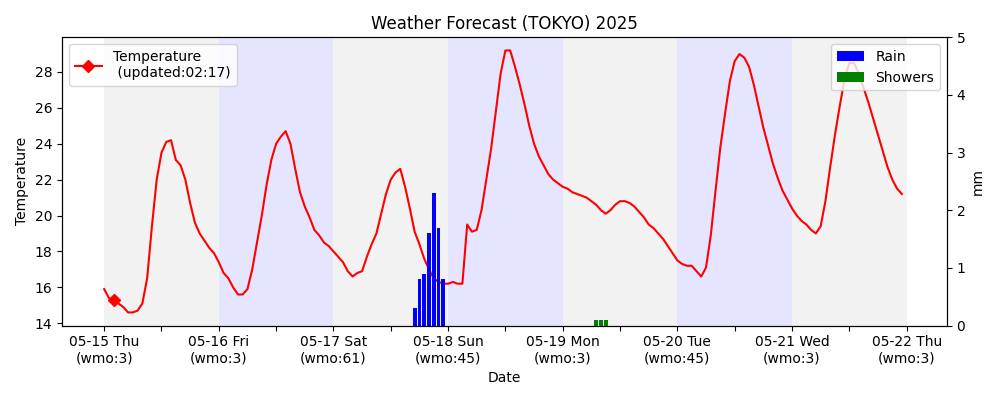 Weather Forecast (TOKYO) 2025
Temperature
(updated:02:17)
Rain
Showers
Temperature
28
26
24
22
20
18
16
14
5
4
3
2
1
0
mm
05-15 Thu
(wmo:3)
05-16 Fri
(wmo:3)
05-17 Sat
(wmo:61)
05-18 Sun
(wmo:45)
05-19 Mon
(wmo:3)
05-20 Tue
(wmo:45)
05-21 Wed
(wmo:3)
05-22 Thu
(wmo:3)
Date